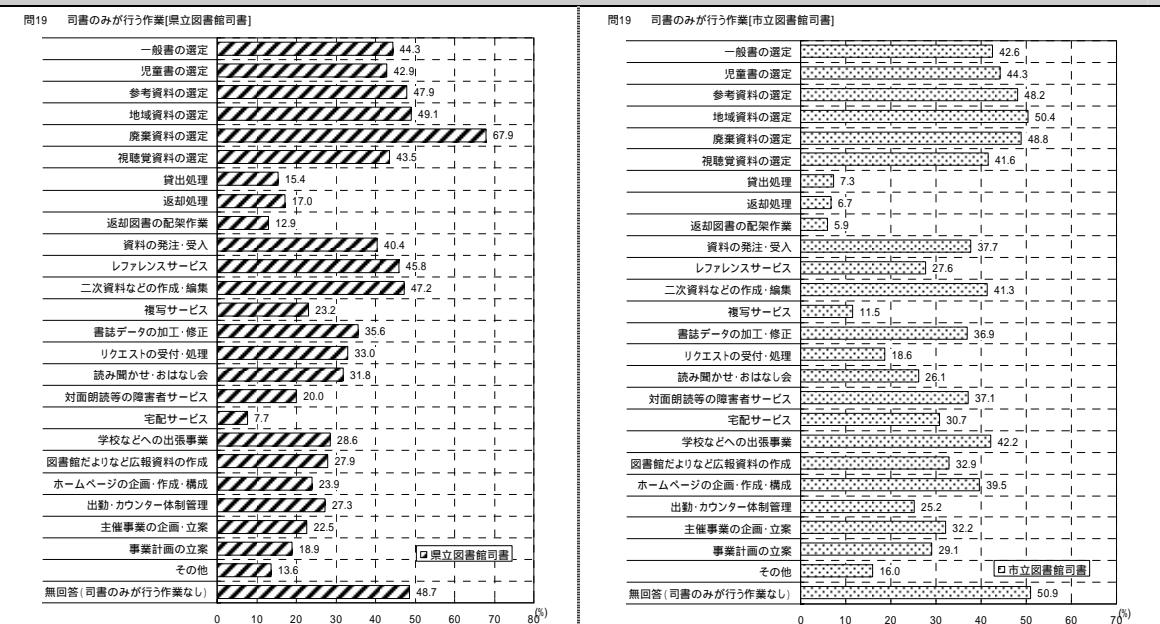 問19　司書のみが行う作業[県立図書館司書]
一般書の選定 44.3
児童書の選定 42.9
参考資料の選定 47.9
地域資料の選定 49.1
廃棄資料の選定 67.9
視聴覚資料の選定 43.5
貸出処理 15.4
返却処理 17.0
返却図書の配架作業 12.9
資料の発注・受入 40.4
レファレンスサービス 45.8
二次資料などの作成・編集 47.2
複写サービス 23.2
書誌データの加工・修正 35.6
リクエストの受付・処理 33.0
読み聞かせ・おはなし会 31.8
対面朗読等の障害者サービス 20.0
宅配サービス 7.7
学校などへの出張事業 28.6
図書館だよりなど広報資料の作成 27.9
ホームページの企画・作成・構成 23.9
出勤・カウンター体制管理 27.3
主催事業の企画・立案 22.5
事業計画の立案 18.9
県立図書館司書
その他 13.6
無回答(司書のみが行う作業なし) 48.7
0 10 20 30 40 50 60 70 80 (%)
問19　司書のみが行う作業[市立図書館司書]
一般書の選定 42.6
児童書の選定 44.3
参考資料の選定 48.2
地域資料の選定 50.4
廃棄資料の選定 48.8
視聴覚資料の選定 41.6
貸出処理 7.3
返却処理 6.7
返却図書の配架作業 5.9
資料の発注・受入 37.7
レファレンスサービス 27.6
二次資料などの作成・編集 41.3
複写サービス 11.5
書誌データの加工・修正 36.9
リクエストの受付・処理 18.6
読み聞かせ・おはなし会 26.1
対面朗読等の障害者サービス 37.1
宅配サービス 30.7
学校などへの出張事業 42.2
図書館だよりなど広報資料の作成 32.9
ホームページの企画・作成・構成 39.5
出勤・カウンター体制管理 25.2
主催事業の企画・立案 32.2
事業計画の立案 29.1
その他 16.0
市立図書館司書
無回答(司書のみが行う作業なし) 50.9
0 10 20 30 40 50 60 70 (%)